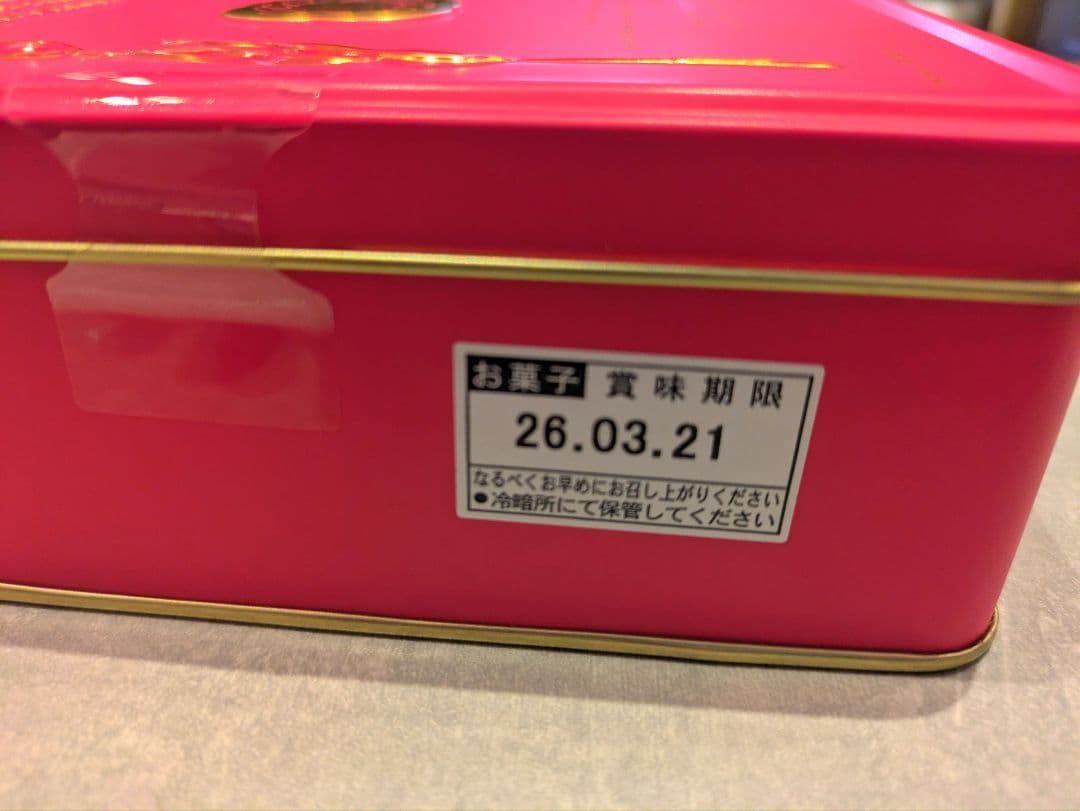 お菓子 賞味期限
26.03.21
なるべくお早めにお召し上がりください
●冷暗所にて保管してください